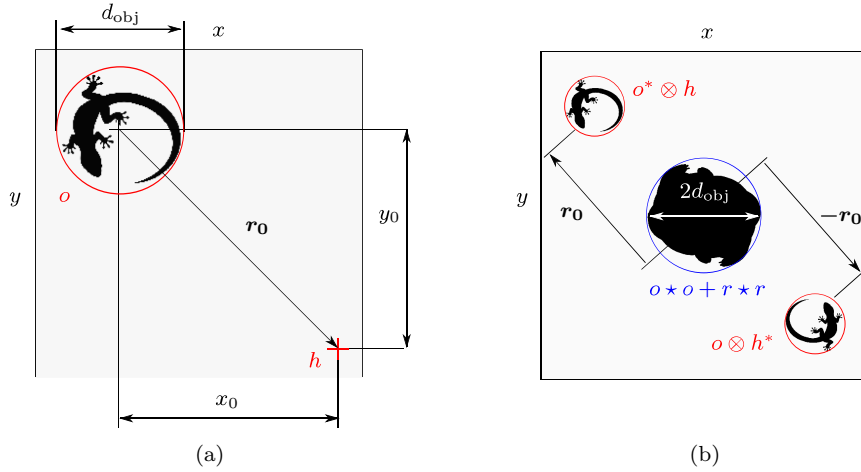 d_obj
x
y
o
r_0
y_0
h
x_0
(a)
x
o* ⊗ h
y
r_0
2d_obj
−r_0
o ⋆ o + r ⋆ r
o ⊗ h*
(b)